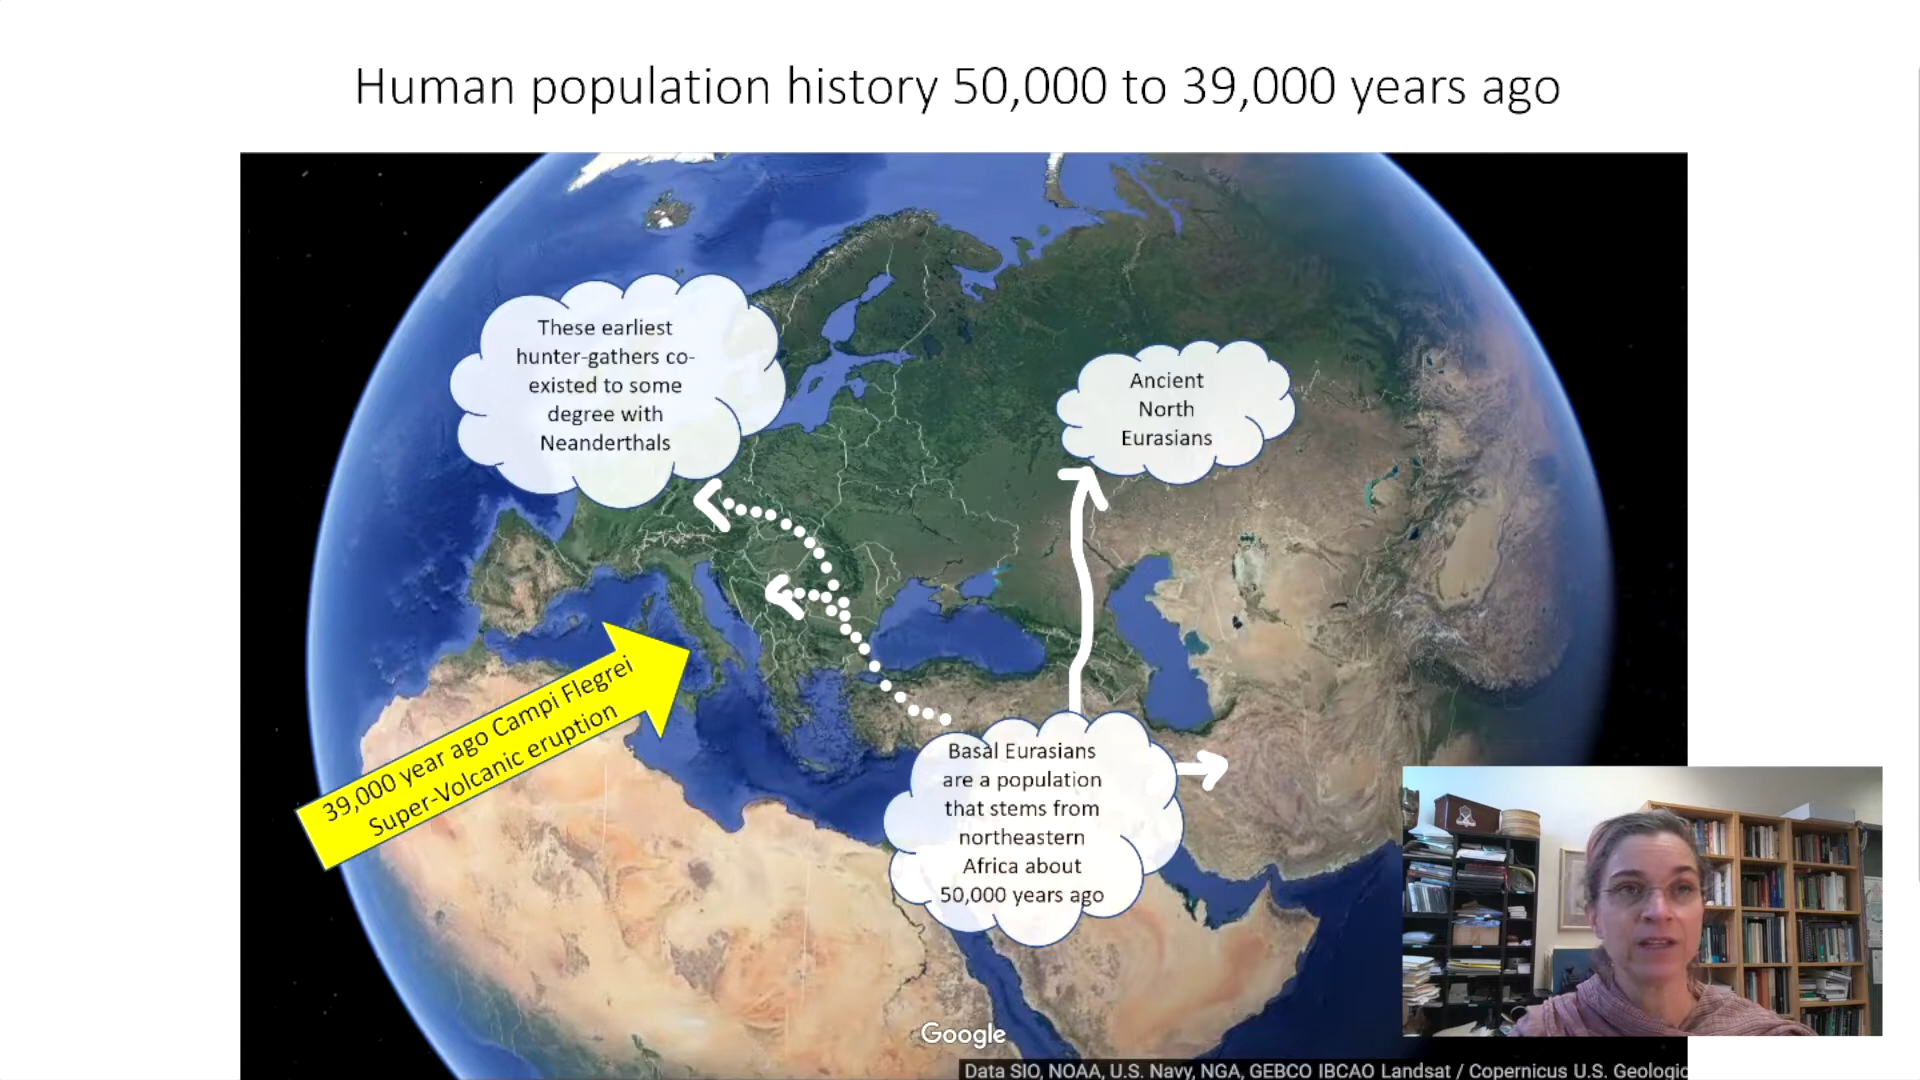 Human population history 50,000 to 39,000 years ago
These earliest
hunter-gathers co-
existed to some
degree with
Neanderthals
Ancient
North
Eurasians
39,000 year ago Campi Flegrei
Super-Volcanic eruption
Basal Eurasians
are a population
that stems from
northeastern
Africa about
50,000 years ago
Google
Data SIO, NOAA, U.S. Navy, NGA, GEBCO IBCAO Landsat / Copernicus U.S. Geologic